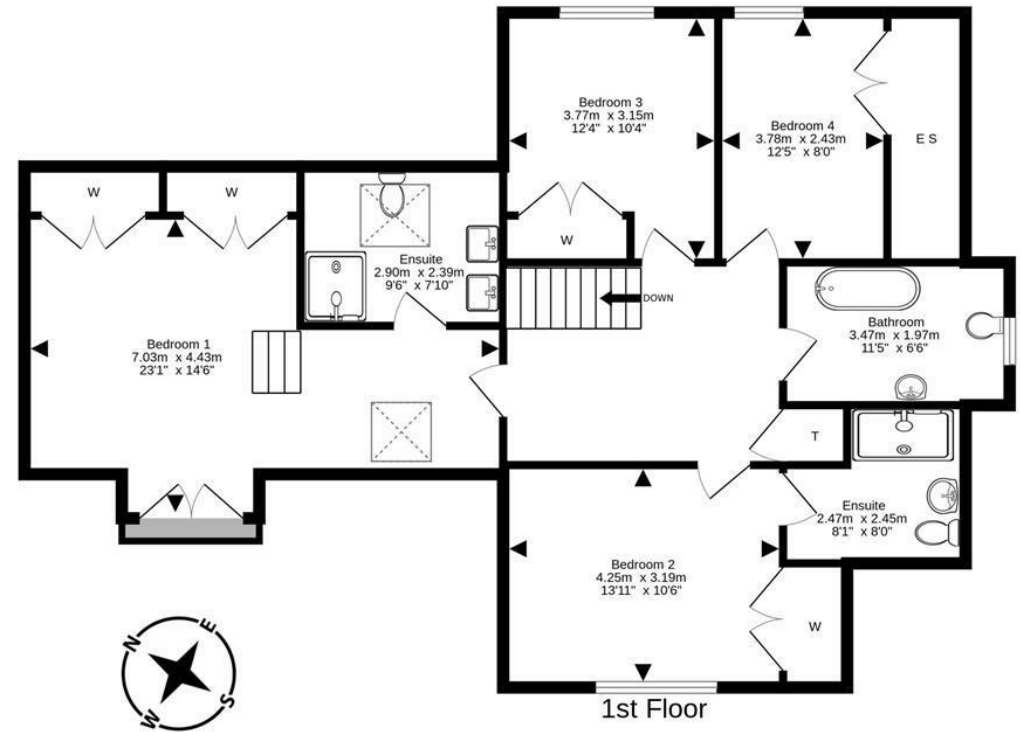 Bedroom 3
3.77m x 3.15m
12'4" x 10'4"
Bedroom 4
3.78m x 2.43m
12'5" x 8'0"
E S
W
W
W
Ensuite
2.90m x 2.39m
9'6" x 7'10"
DOWN
Bedroom 1
7.03m x 4.43m
23'1" x 14'6"
Bathroom
3.47m x 1.97m
11'5" x 6'6"
T
Ensuite
2.47m x 2.45m
8'1" x 8'0"
Bedroom 2
4.25m x 3.19m
13'11" x 10'6"
W
N
E
S
W
1st Floor